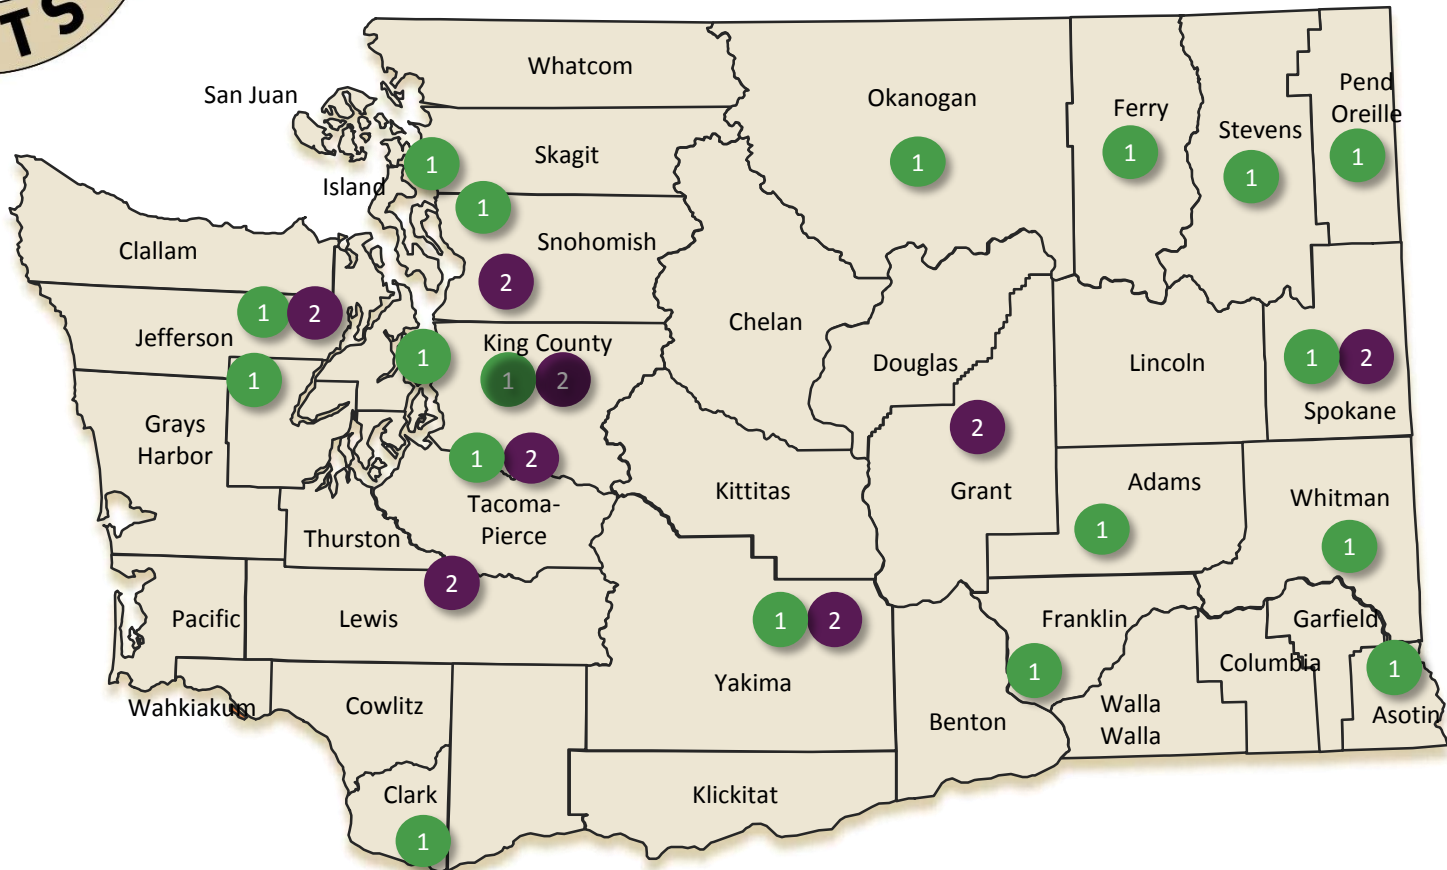 TS
Whatcom
San Juan
Okanogan
Pend
Oreille
Ferry
Stevens
Skagit
1
1
1
1
1
Island
1
Snohomish
Clallam
2
1
2
Jefferson
Chelan
King County
1
1
2
1
Douglas
Lincoln
1
2
Spokane
Grays
Harbor
2
1
2
Kittitas
Grant
Adams
Whitman
Tacoma-
Pierce
Thurston
1
1
2
Pacific
Lewis
1
2
Franklin
Garfield
Columbia
1
1
Yakima
Wahkiakum
Cowlitz
Benton
Walla
Walla
Asotin
Clark
Klickitat
1